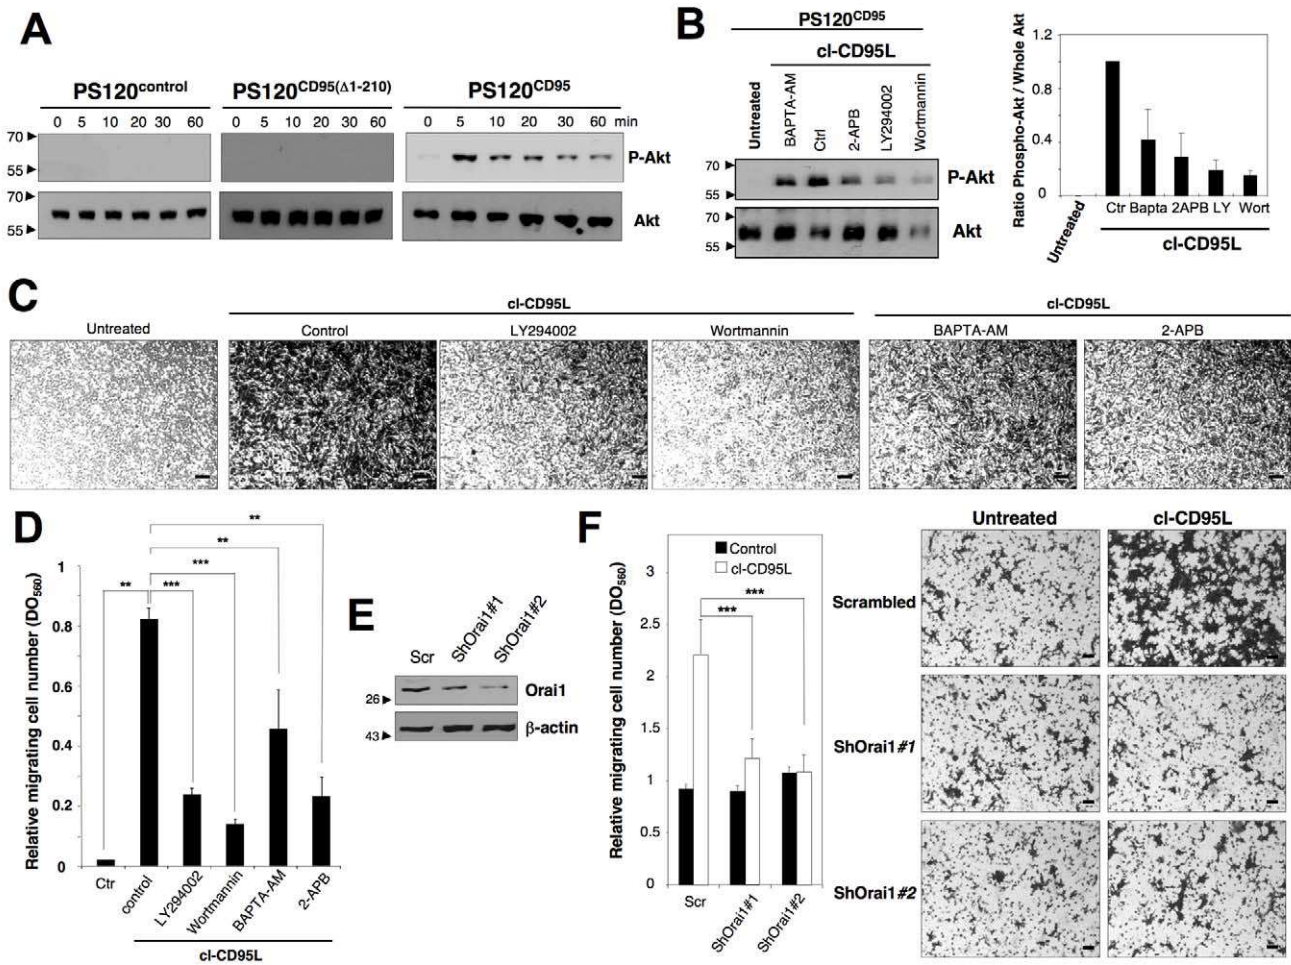 A
PS120control
PS120CD95(Δ1-210)
PS120CD95
0 5 10 20 30 60
0 5 10 20 30 60
0 5 10 20 30 60 min
70
55
P-Akt
70
55
Akt
B
PS120CD95
cl-CD95L
Untreated
BAPTA-AM
Ctrl
2-APB
LY294002
Wortmannin
70
55
P-Akt
70
55
Akt
Ratio Phospho-Akt / Whole Akt
1.2
0.8
0.4
0
Untreated
Ctr Bapta 2APB LY Wort
cl-CD95L
C
cl-CD95L
cl-CD95L
Untreated
Control
LY294002
Wortmannin
BAPTA-AM
2-APB
D
Relative migrating cell number (DO560)
1
0.8
0.6
0.4
0.2
0
**
**
***
** ***
Ctr
control
LY294002
Wortmannin
BAPTA-AM
2-APB
cl-CD95L
E
Scr
ShOrai1#1
ShOrai1#2
26
Orai1
43
β-actin
F
Relative migrating cell number (DO560)
Control
cl-CD95L
3
2.5
2
1.5
1
0.5
0
***
***
Scr
ShOrai1#1
ShOrai1#2
Untreated
cl-CD95L
Scrambled
ShOrai1#1
ShOrai1#2